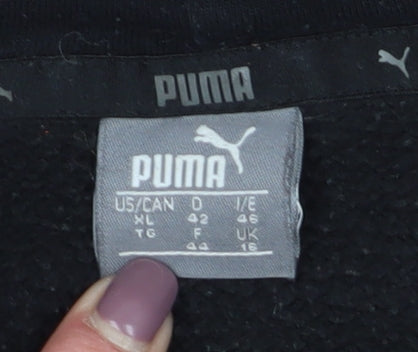 PUMA
PUMA
US/CAN D I/E
XL 42 46
TG F UK
44 16